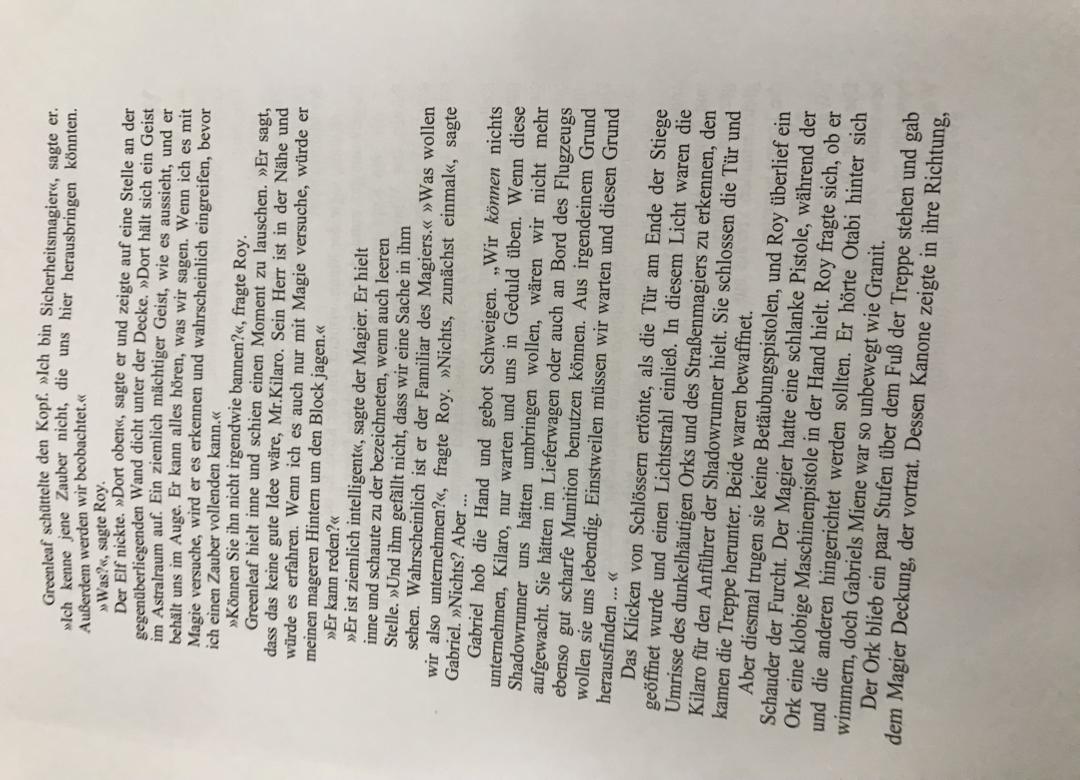 Greenleaf schüttelte den Kopf. »Ich bin Sicherheitsmagier«, sagte er.
»Ich kenne jene Zauber nicht, die uns hier herausbringen könnten.
Außerdem werden wir beobachtet.«
»Was?«, sagte Roy.
Der Elf nickte. »Dort oben«, sagte er und zeigte auf eine Stelle an der
gegenüberliegenden Wand dicht unter der Decke. »Dort hält sich ein Geist
im Astralraum auf. Ein ziemlich mächtiger Geist, wie es aussieht, und er
behält uns im Auge. Er kann alles hören, was wir sagen. Wenn ich es mit
Magie versuche, wird er es erkennen und wahrscheinlich eingreifen, bevor
ich einen Zauber vollenden kann.«
»Können Sie ihn nicht irgendwie bannen?«, fragte Roy.
Greenleaf hielt inne und schien einen Moment zu lauschen. »Er sagt,
dass das keine gute Idee wäre, Mr.Kilaro. Sein Herr ist in der Nähe und
würde es erfahren. Wenn ich es auch nur mit Magie versuche, würde er
meinen mageren Hintern um den Block jagen.«
»Er kann reden?«
»Er ist ziemlich intelligent«, sagte der Magier. Er hielt
inne und schaute zu der bezeichneten, wenn auch leeren
Stelle. »Und ihm gefällt nicht, dass wir eine Sache in ihm
sehen. Wahrscheinlich ist er der Familiar des Magiers.« »Was wollen
wir also unternehmen?«, fragte Roy. »Nichts, zunächst einmal«, sagte
Gabriel. »Nichts? Aber ...
Gabriel hob die Hand und gebot Schweigen. „Wir können nichts
unternehmen, Kilaro, nur warten und uns in Geduld üben. Wenn diese
Shadowrunner uns hätten umbringen wollen, wären wir nicht mehr
aufgewacht. Sie hätten im Lieferwagen oder auch an Bord des Flugzeugs
ebenso gut scharfe Munition benutzen können. Aus irgendeinem Grund
wollen sie uns lebendig. Einstweilen müssen wir warten und diesen Grund
herausfinden ... «
Das Klicken von Schlössern ertönte, als die Tür am Ende der Stiege
geöffnet wurde und einen Lichtstrahl einließ. In diesem Licht waren die
Umrisse des dunkelhäutigen Orks und des Straßenmagiers zu erkennen, den
Kilaro für den Anführer der Shadowrunner hielt. Sie schlossen die Tür und
kamen die Treppe herunter. Beide waren bewaffnet.
Aber diesmal trugen sie keine Betäubungspistolen, und Roy überlief ein
Schauder der Furcht. Der Magier hatte eine schlanke Pistole, während der
Ork eine klobige Maschinenpistole in der Hand hielt. Roy fragte sich, ob er
und die anderen hingerichtet werden sollten. Er hörte Otabi hinter sich
wimmern, doch Gabriels Miene war so unbewegt wie Granit.
Der Ork blieb ein paar Stufen über dem Fuß der Treppe stehen und gab
dem Magier Deckung, der vortrat. Dessen Kanone zeigte in ihre Richtung,